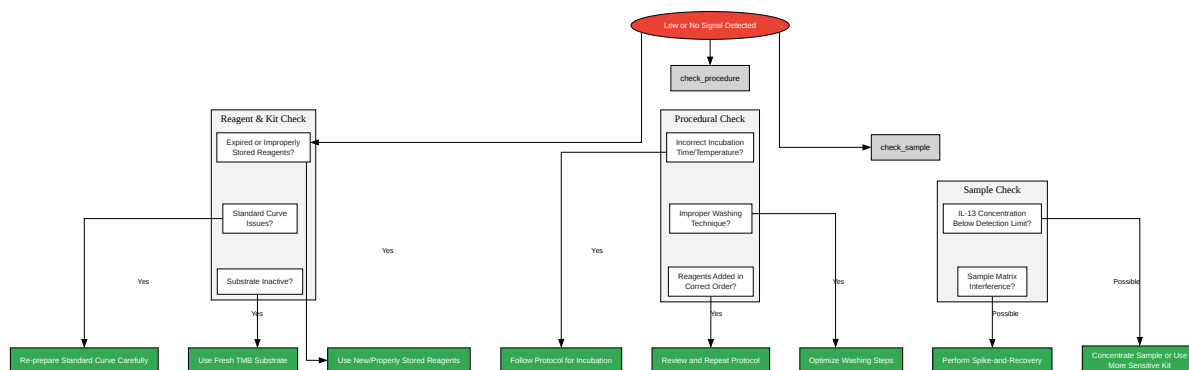 Low or No Signal Detected
check_procedure
Reagent & Kit Check
Expired or Improperly
Stored Reagents?
Standard Curve
Issues?
Substrate Inactive?
Procedural Check
Incorrect Incubation
Time/Temperature?
Improper Washing
Technique?
Reagents Added in
Correct Order?
check_sample
Sample Check
IL-13 Concentration
Below Detection Limit?
Sample Matrix
Interference?
Yes
Yes
Yes
Yes
Yes
Yes
Possible
Possible
Re-prepare Standard Curve Carefully
Use Fresh TMB Substrate
Use New/Properly Stored Reagents
Follow Protocol for Incubation
Review and Repeat Protocol
Optimize Washing Steps
Perform Spike-and-Recovery
Concentrate Sample or Use
More Sensitive Kit